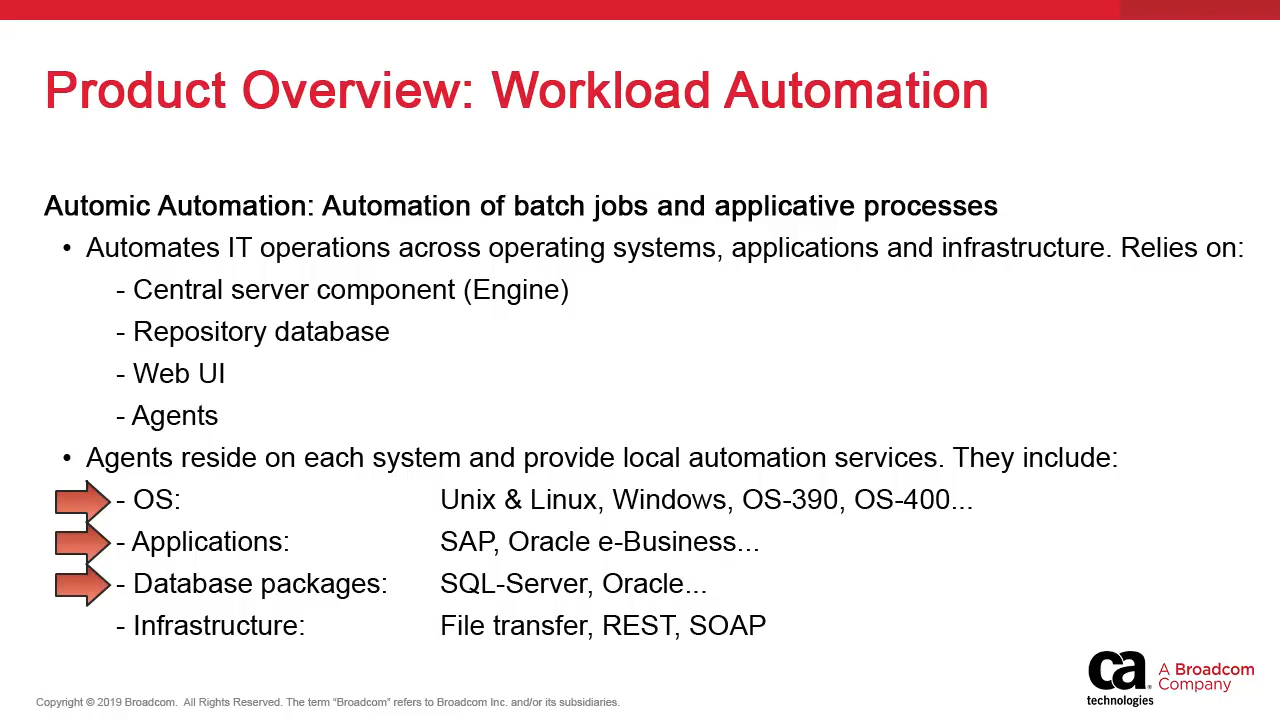 Product Overview: Workload Automation
Automic Automation: Automation of batch jobs and applicative processes
• Automates IT operations across operating systems, applications and infrastructure. Relies on:
- Central server component (Engine)
- Repository database
- Web UI
- Agents
• Agents reside on each system and provide local automation services. They include:
- OS: Unix & Linux, Windows, OS-390, OS-400...
- Applications: SAP, Oracle e-Business...
- Database packages: SQL-Server, Oracle...
- Infrastructure: File transfer, REST, SOAP
ca technologies
A Broadcom Company
Copyright © 2019 Broadcom. All Rights Reserved. The term “Broadcom” refers to Broadcom Inc. and/or its subsidiaries.